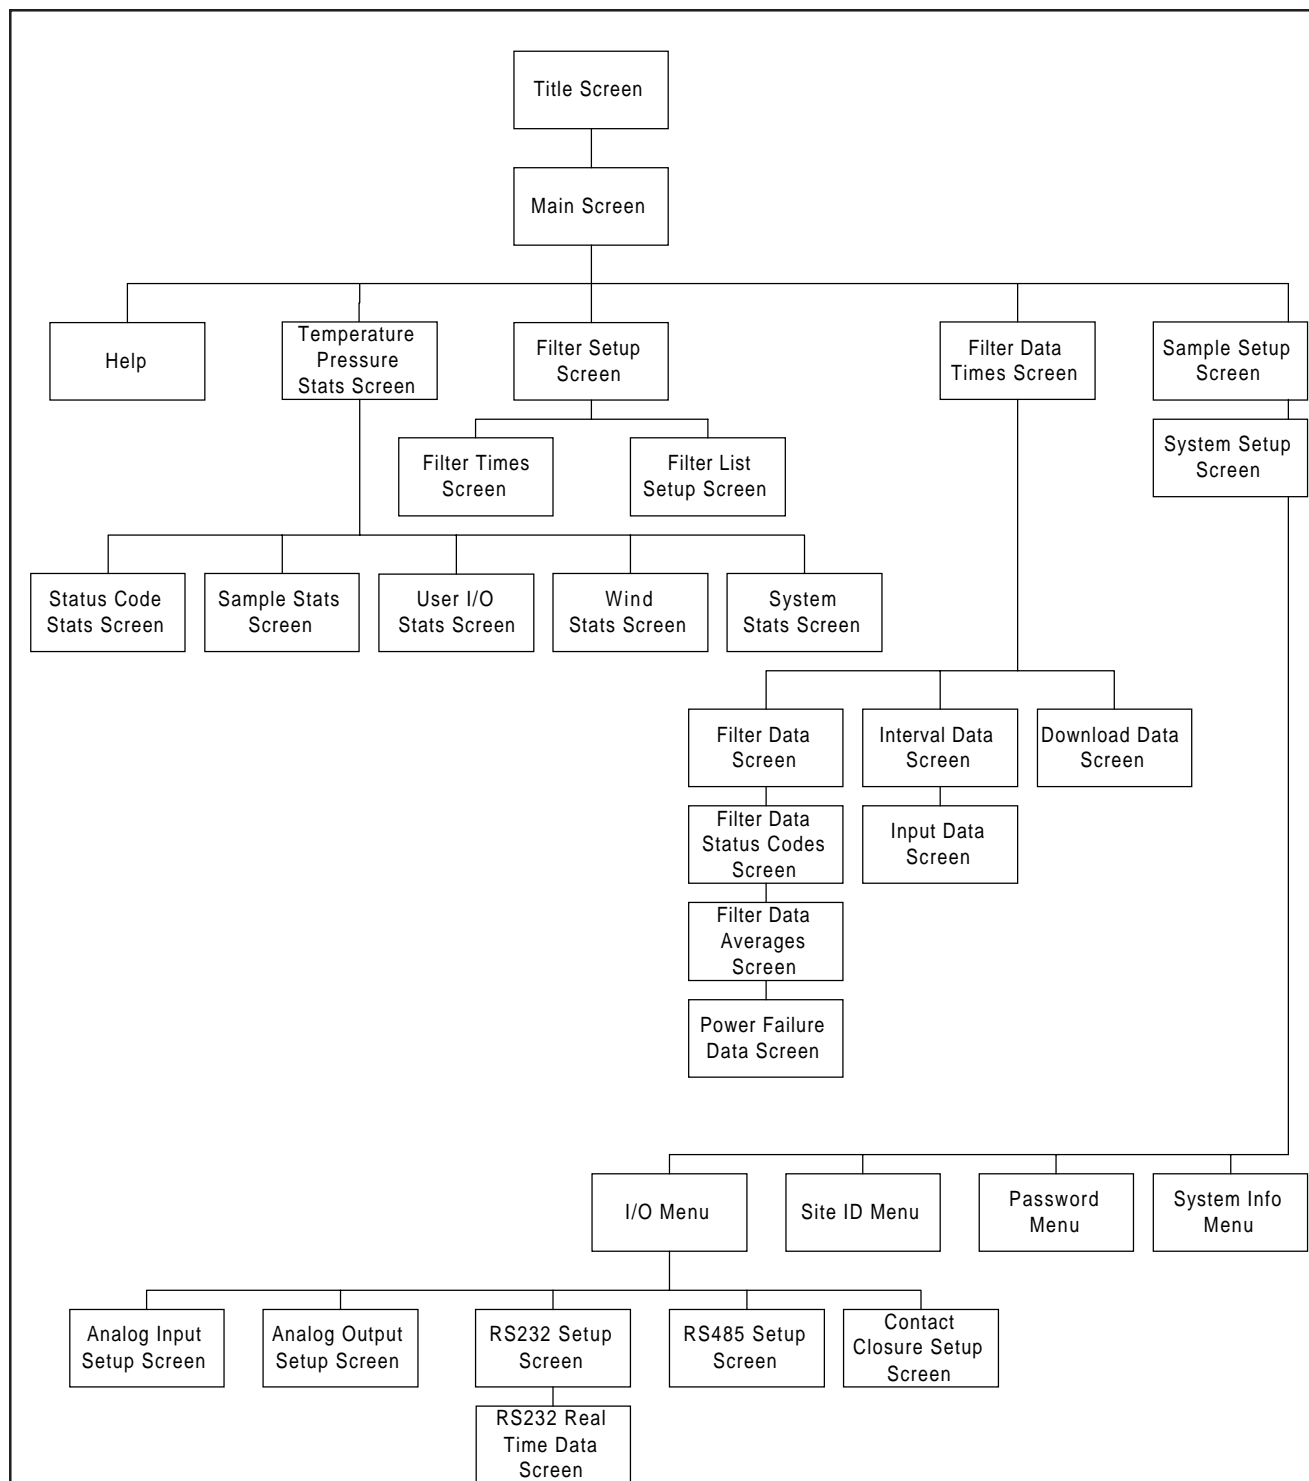 Title Screen
Main Screen
Help
Temperature
Pressure
Stats Screen
Filter Setup
Screen
Filter Data
Times Screen
Sample Setup
Screen
Filter Times
Screen
Filter List
Setup Screen
System Setup
Screen
Status Code
Stats Screen
Sample Stats
Screen
User I/O
Stats Screen
Wind
Stats Screen
System
Stats Screen
Filter Data
Screen
Interval Data
Screen
Download Data
Screen
Filter Data
Status Codes
Screen
Input Data
Screen
Filter Data
Averages
Screen
Power Failure
Data Screen
I/O Menu
Site ID Menu
Password
Menu
System Info
Menu
Analog Input
Setup Screen
Analog Output
Setup Screen
RS232 Setup
Screen
RS485 Setup
Screen
Contact
Closure Setup
Screen
RS232 Real
Time Data
Screen